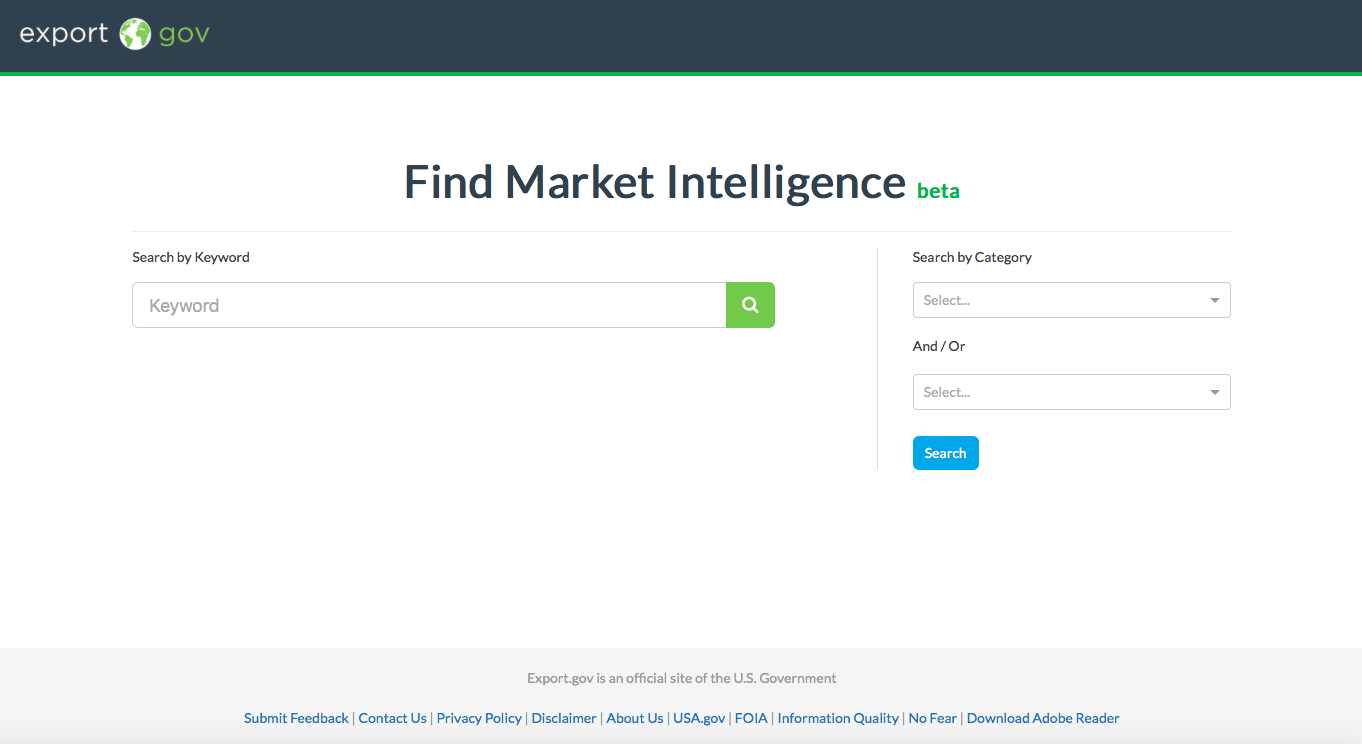 export gov
Find Market Intelligence beta
Search by Keyword
Keyword
Search by Category
Select...
And / Or
Select...
Search
Export.gov is an official site of the U.S. Government
Submit Feedback | Contact Us | Privacy Policy | Disclaimer | About Us | USA.gov | FOIA | Information Quality | No Fear | Download Adobe Reader